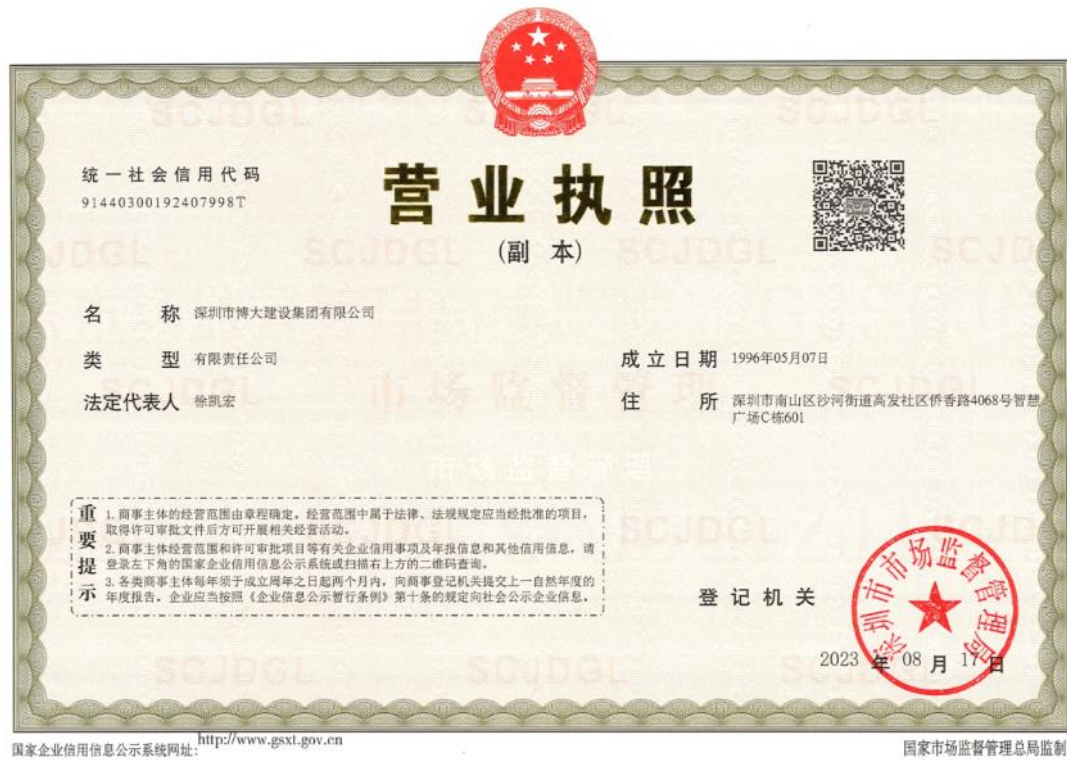 统一社会信用代码
91440300192407998T
营业执照
(副 本)
名 称 深圳市博大建设集团有限公司
类 型 有限责任公司
成立日期 1996年05月07日
法定代表人 徐凯宏
住 所 深圳市南山区沙河街道高发社区侨香路4068号智慧
广场C栋601
重要提示
1. 商事主体的经营范围由章程确定。经营范围中属于法律、法规规定应当经批准的项目，
取得许可审批文件后方可开展相关经营活动。
2. 商事主体经营范围和许可审批项目等有关企业信用事项及年报信息和其他信用信息，请
登录左下角的国家企业信用信息公示系统或扫描右上方的二维码查询。
3. 各类商事主体每年须于成立周年之日起两个月内，向商事登记机关提交上一自然年度的
年度报告。企业应当按照《企业信息公示暂行条例》第十条的规定向社会公示企业信息。
登记机关
深圳市市场监督管理局
2023 年 08 月 17 日
国家企业信用信息公示系统网址：http://www.gsxt.gov.cn
国家市场监督管理总局监制
SCJDGL
市场监督管理